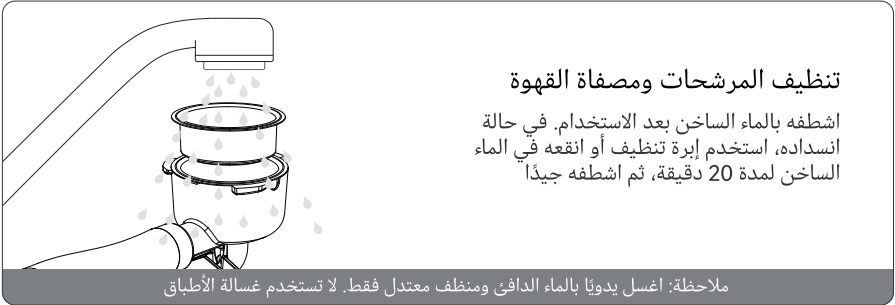 تنظيف المرشحات ومصفاة القهوة
اشطفه بالماء الساخن بعد الاستخدام. في حالة
انسداده، استخدم إبرة تنظيف أو انقعه في الماء
الساخن لمدة 20 دقيقة، ثم اشطفه جيدًا
ملاحظة: اغسل يدويًا بالماء الدافئ ومنظف معتدل فقط. لا تستخدم غسالة الأطباق